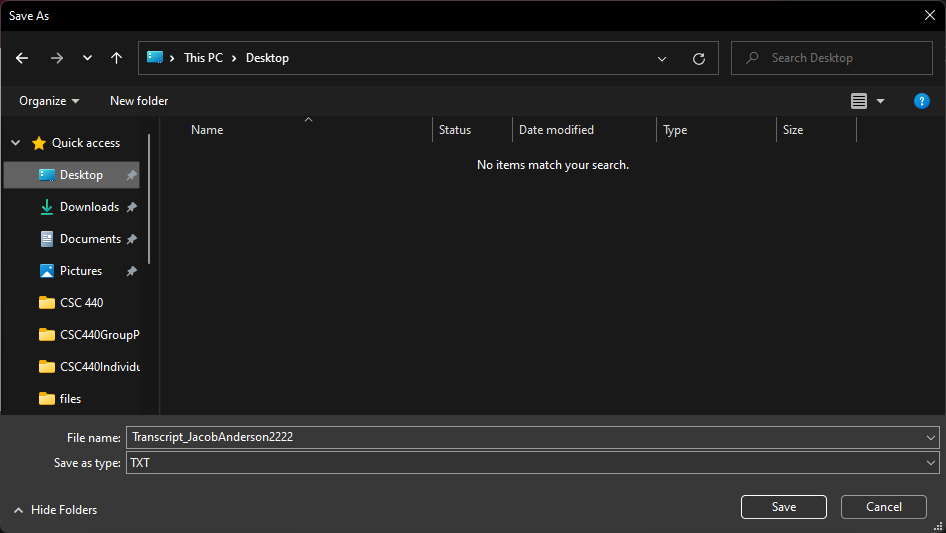 Save As
This PC > Desktop
Search Desktop
Organize New folder
?
Name Status Date modified Type Size
No items match your search.
Quick access
Desktop
Downloads
Documents
Pictures
CSC 440
CSC440GroupP
CSC440Individu
files
File name: Transcript_JacobAnderson2222
Save as type: TXT
Hide Folders Save Cancel